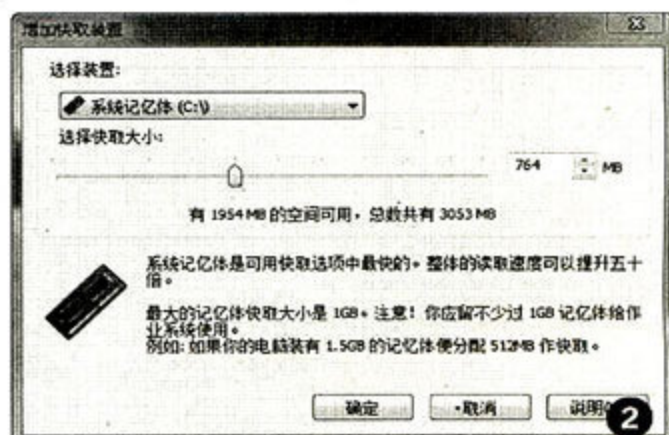 增加快取装置
选择装置:
系统记忆体 (C:\)
选择快取大小:
764 MB
有 1954 MB 的空间可用，总数共有 3053 MB
系统记忆体是可用快取选项中最快的。整体的读取速度可以提升五十
倍。
最大的记忆体快取大小是 1GB。注意！你应留不少过 1GB 记忆体给作
业系统使用。
例如: 如果你的电脑装有 1.5GB 的记忆体便分配 512MB 作快取。
确定 取消 说明
2